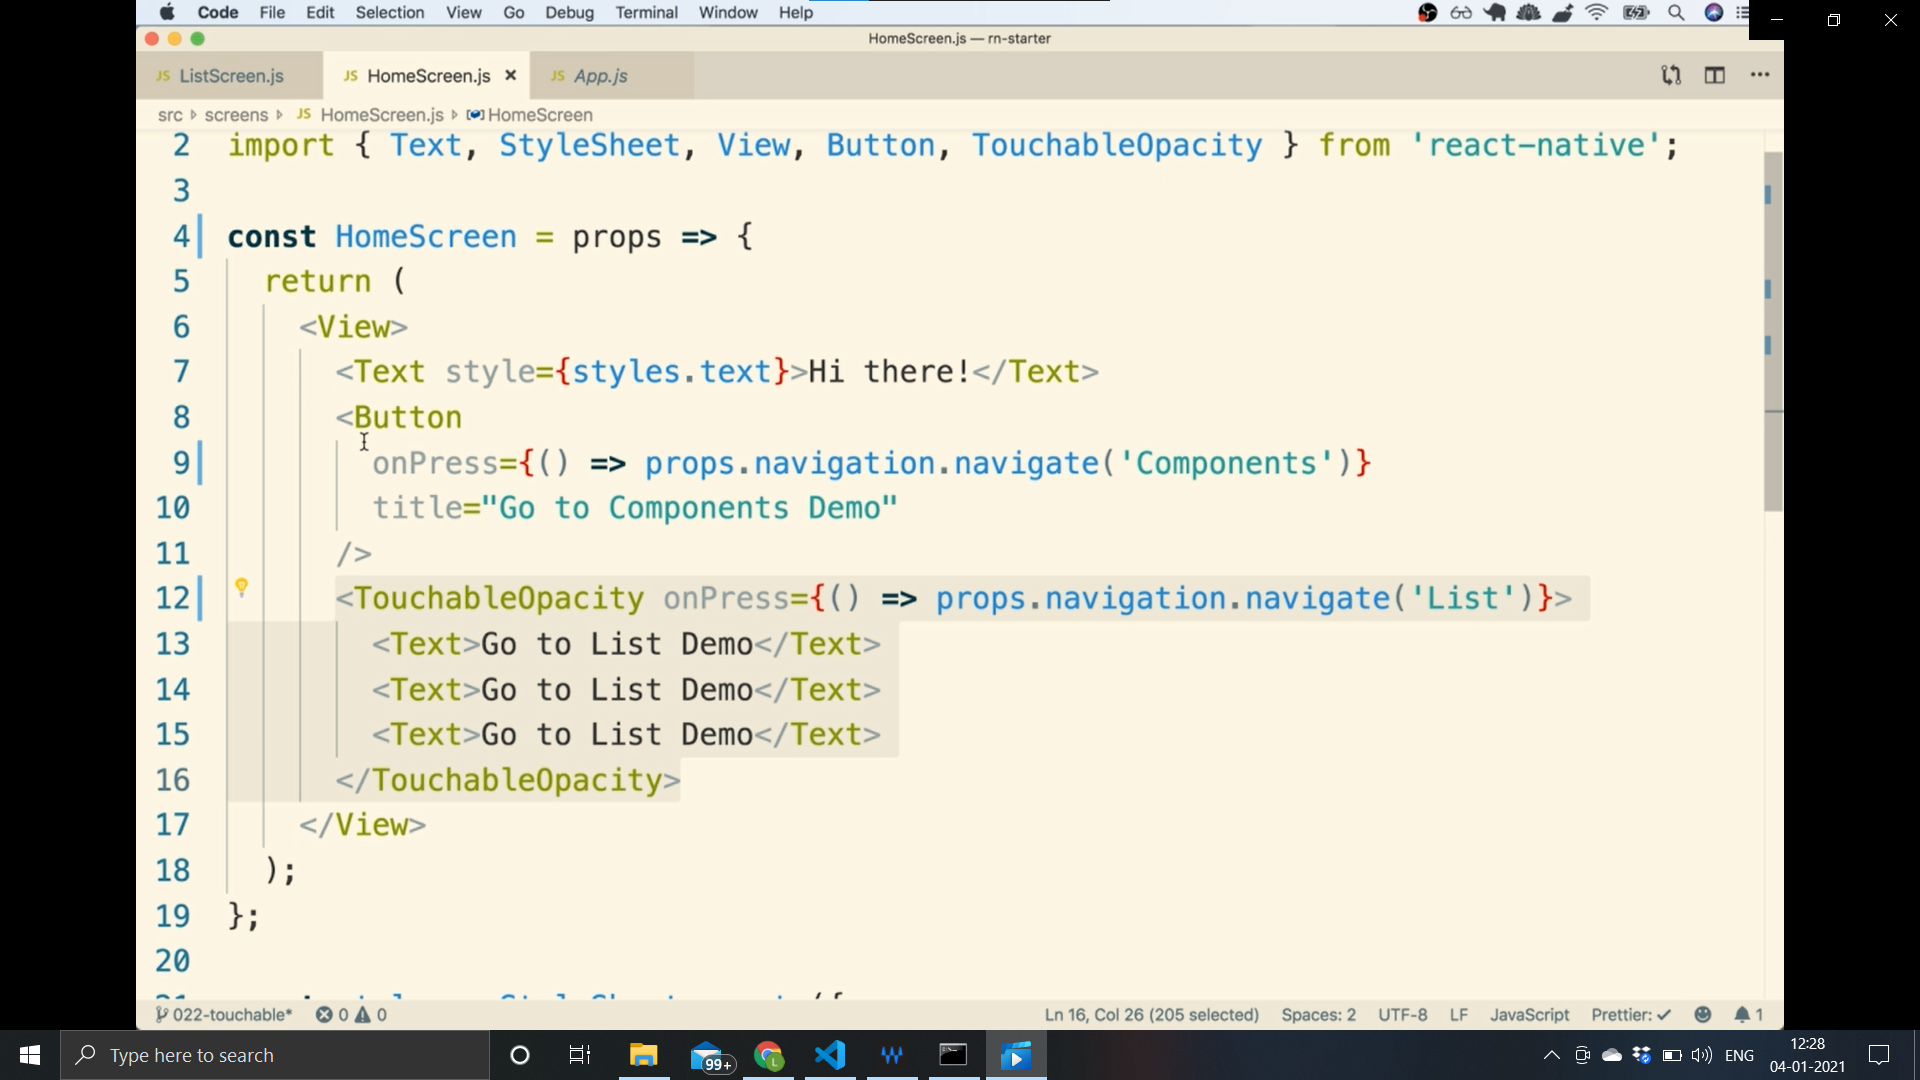 Code File Edit Selection View Go Debug Terminal Window Help
HomeScreen.js — rn-starter
JS ListScreen.js JS HomeScreen.js × JS App.js
src screens JS HomeScreen.js HomeScreen
2 import { Text, StyleSheet, View, Button, TouchableOpacity } from 'react-native';
3
4 const HomeScreen = props => {
5 return (
6 <View>
7 <Text style={styles.text}>Hi there!</Text>
8 <Button
9 onPress={() => props.navigation.navigate('Components')}
10 title="Go to Components Demo"
11 />
12 <TouchableOpacity onPress={() => props.navigation.navigate('List')}>
13 <Text>Go to List Demo</Text>
14 <Text>Go to List Demo</Text>
15 <Text>Go to List Demo</Text>
16 </TouchableOpacity>
17 </View>
18 );
19 };
20
022-touchable* 0 0 Ln 16, Col 26 (205 selected) Spaces: 2 UTF-8 LF JavaScript Prettier: ✓ 1
Type here to search 99+ L ENG 12:28
04-01-2021